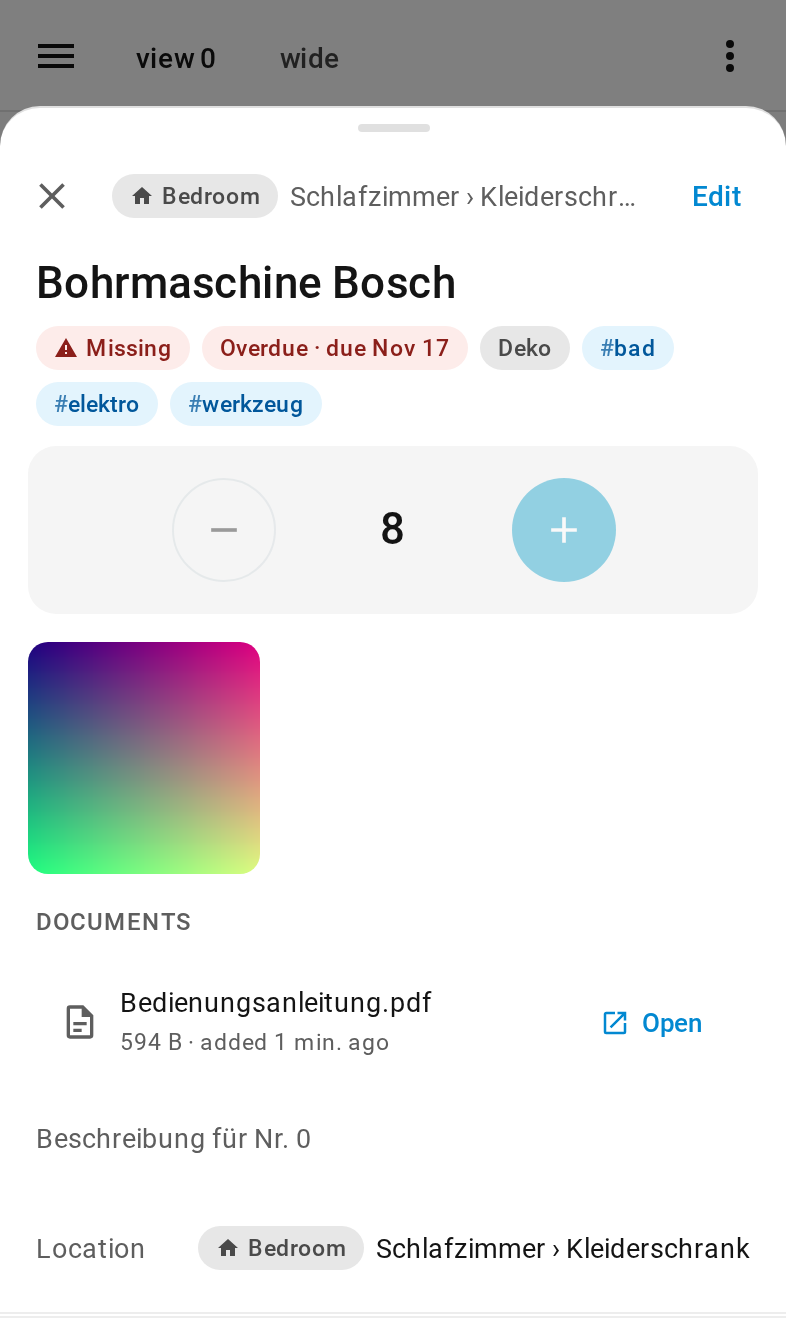 view 0 wide
Bedroom Schlafzimmer › Kleiderschr… Edit
Bohrmaschine Bosch
Missing Overdue · due Nov 17 Deko #bad
#elektro #werkzeug
− 8 +
DOCUMENTS
Bedienungsanleitung.pdf
594 B · added 1 min. ago
Open
Beschreibung für Nr. 0
Location Bedroom Schlafzimmer › Kleiderschrank